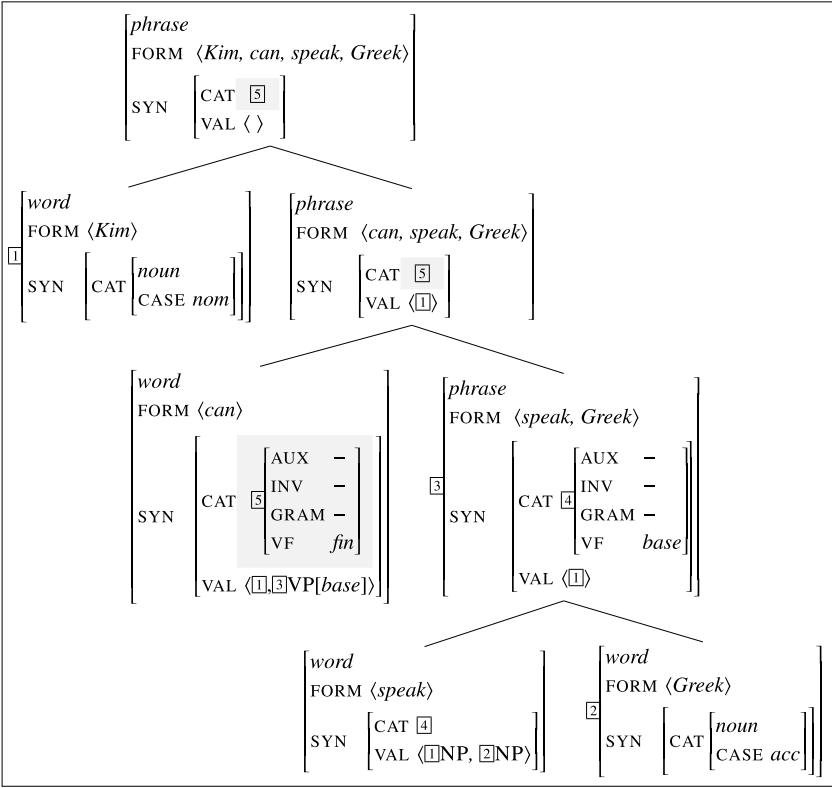 phrase
FORM ⟨Kim, can, speak, Greek⟩
SYN
CAT 5
VAL ⟨ ⟩
1
word
FORM ⟨Kim⟩
SYN
CAT
noun
CASE nom
phrase
FORM ⟨can, speak, Greek⟩
SYN
CAT 5
VAL ⟨1⟩
word
FORM ⟨can⟩
SYN
CAT 5
AUX −
INV −
GRAM −
VF fin
VAL ⟨1,3VP[base]⟩
3
phrase
FORM ⟨speak, Greek⟩
SYN
CAT 4
AUX −
INV −
GRAM −
VF base
VAL ⟨1⟩
word
FORM ⟨speak⟩
SYN
CAT 4
VAL ⟨1NP, 2NP⟩
2
word
FORM ⟨Greek⟩
SYN
CAT
noun
CASE acc